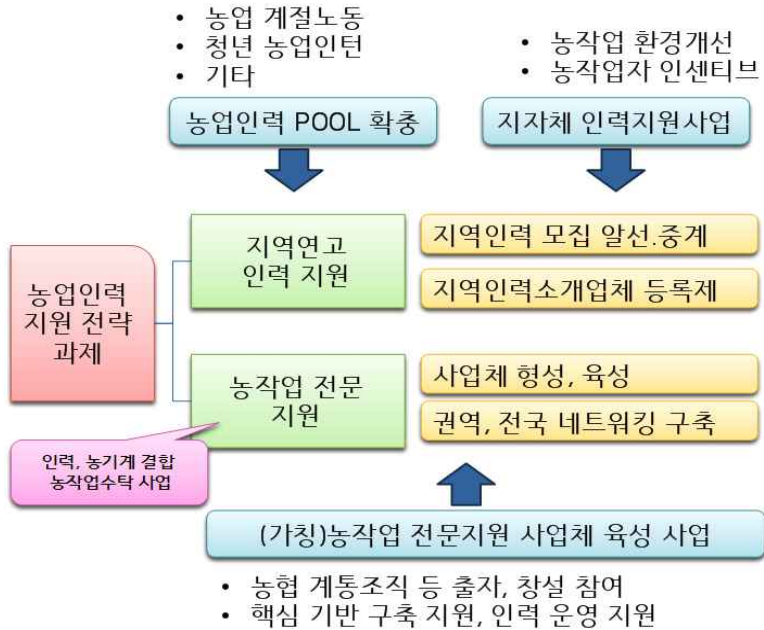 • 농업 계절노동
• 청년 농업인턴
• 기타
• 농작업 환경개선
• 농작업자 인센티브
농업인력 POOL 확충
지자체 인력지원사업
농업인력
지원 전략
과제
지역연고
인력 지원
지역인력 모집 알선.중계
지역인력소개업체 등록제
농작업 전문
지원
사업체 형성, 육성
권역, 전국 네트워킹 구축
인력, 농기계 결합
농작업수탁 사업
(가칭)농작업 전문지원 사업체 육성 사업
• 농협 계통조직 등 출자, 창설 참여
• 핵심 기반 구축 지원, 인력 운영 지원